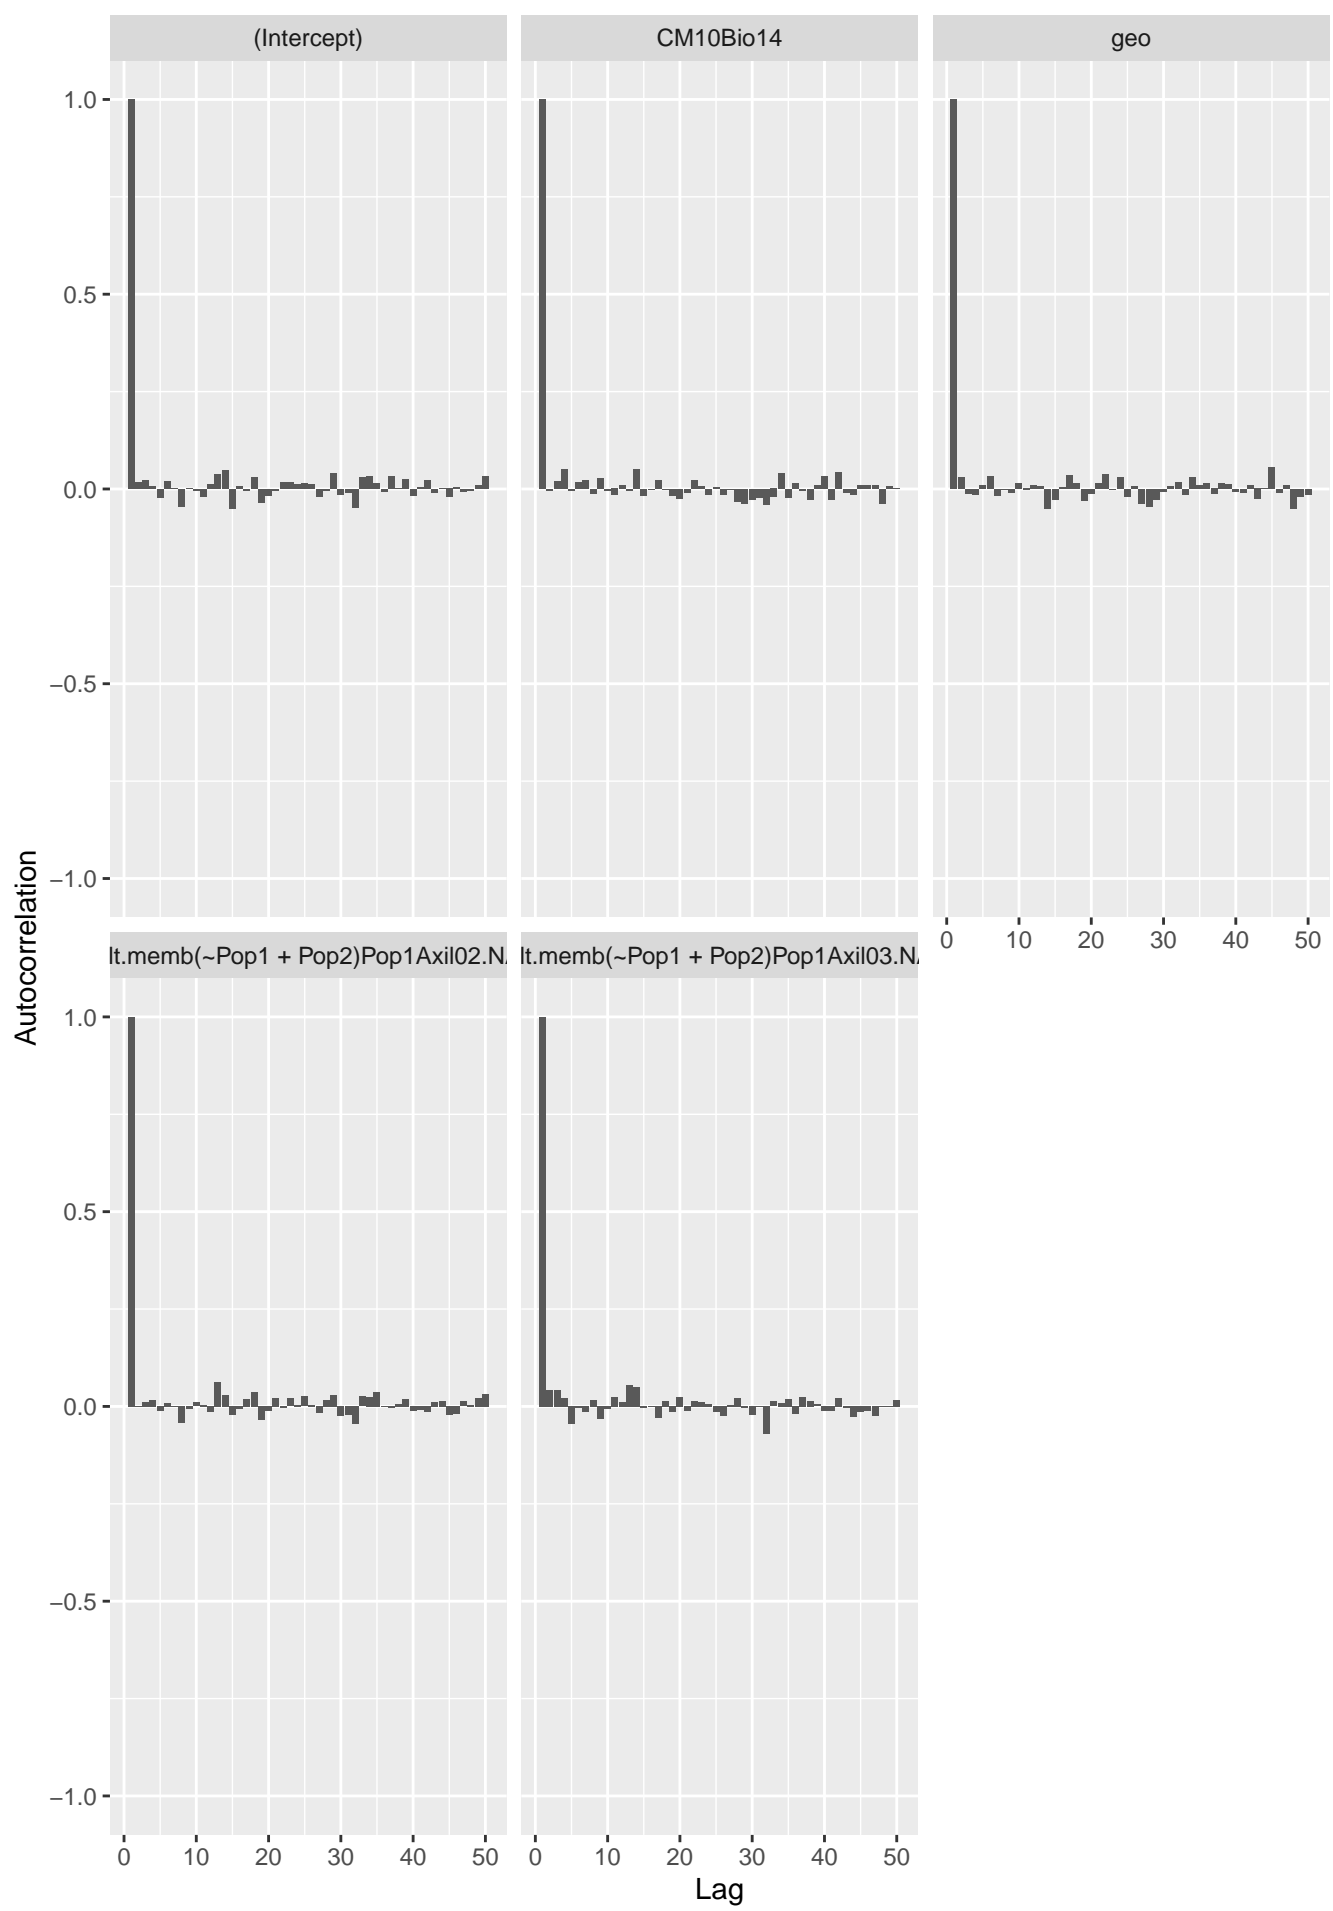 (Intercept)
CM10Bio14
geo
1.0
0.5
0.0
−0.5
−1.0
0 10 20 30 40 50
lt.memb(~Pop1 + Pop2)Pop1Axil02.N
lt.memb(~Pop1 + Pop2)Pop1Axil03.N
1.0
0.5
0.0
−0.5
−1.0
0 10 20 30 40 50
0 10 20 30 40 50
Autocorrelation
Lag